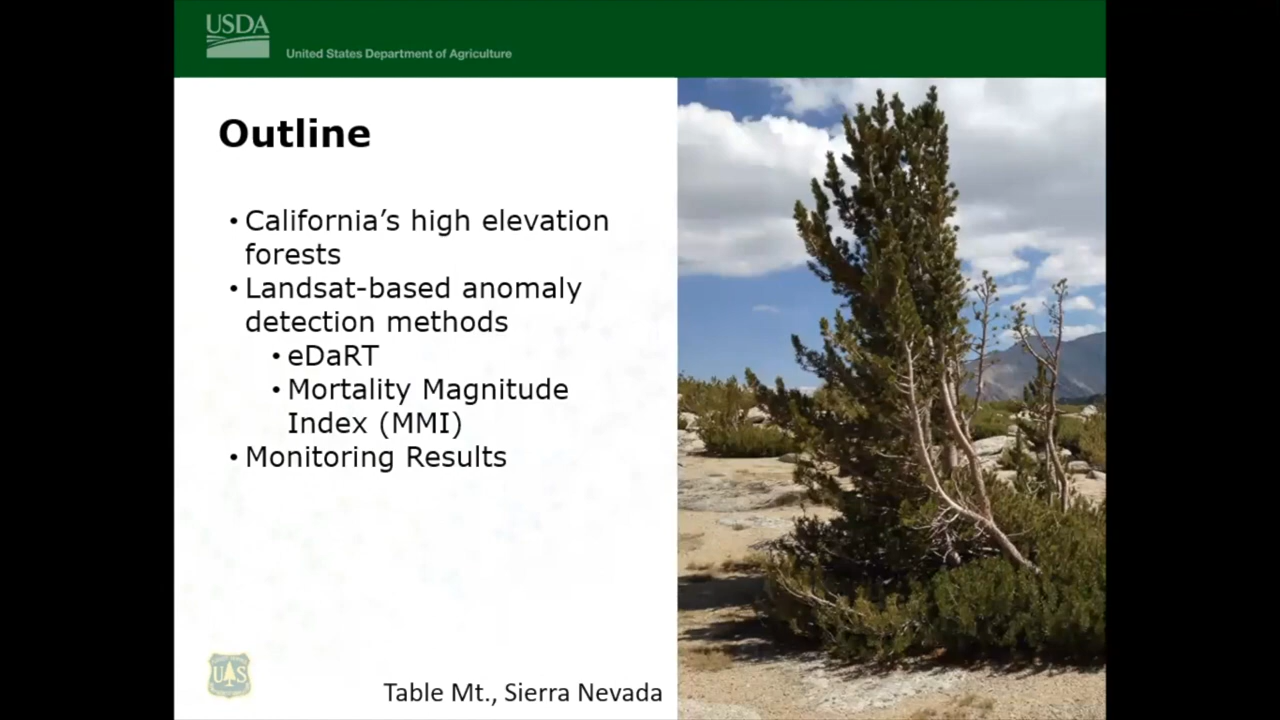 USDA
United States Department of Agriculture
Outline
• California's high elevation
forests
• Landsat-based anomaly
detection methods
• eDaRT
• Mortality Magnitude
Index (MMI)
• Monitoring Results
UAS
Table Mt., Sierra Nevada